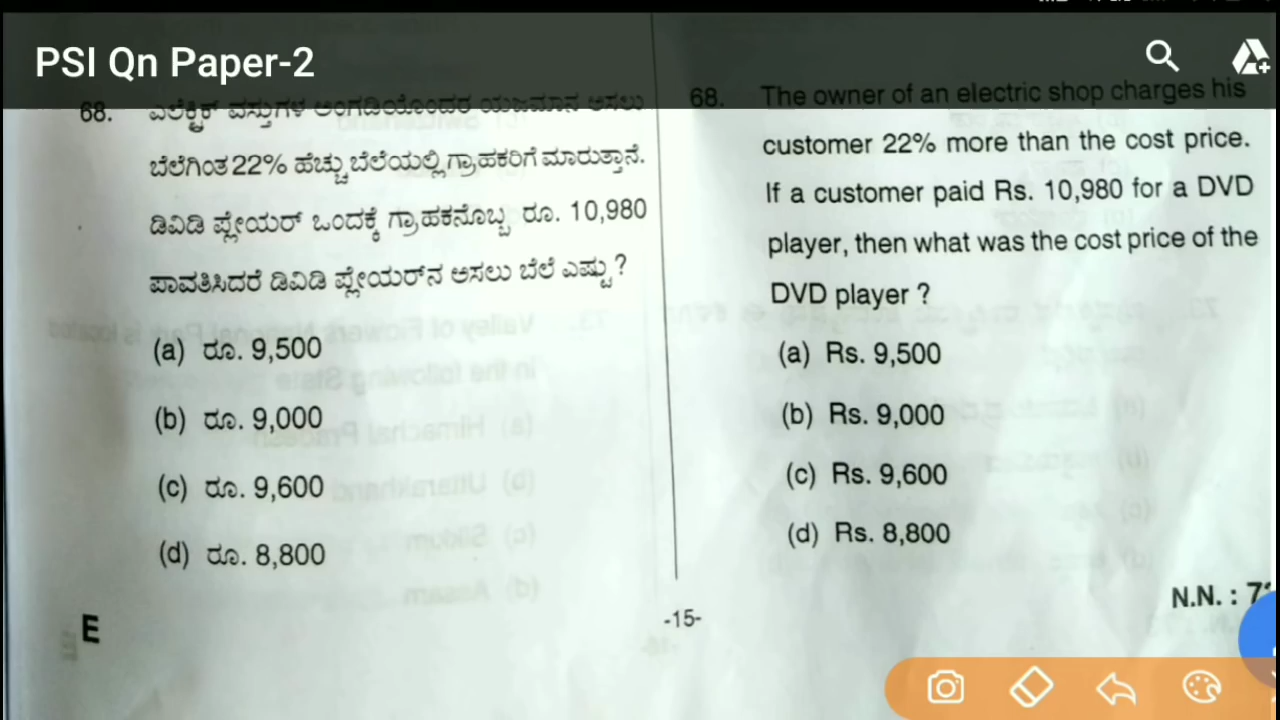 PSI Qn Paper-2
68. ಎಲೆಕ್ಟ್ರಿಕ್ ವಸ್ತುಗಳ ಅಂಗಡಿಯೊಂದರ ಯಜಮಾನ ಅಸಲು
ಬೆಲೆಗಿಂತ 22% ಹೆಚ್ಚು ಬೆಲೆಯಲ್ಲಿ ಗ್ರಾಹಕರಿಗೆ ಮಾರುತ್ತಾನೆ.
ಡಿವಿಡಿ ಪ್ಲೇಯರ್ ಒಂದಕ್ಕೆ ಗ್ರಾಹಕನೊಬ್ಬ ರೂ. 10,980
ಪಾವತಿಸಿದರೆ ಡಿವಿಡಿ ಪ್ಲೇಯರ್‌ನ ಅಸಲು ಬೆಲೆ ಎಷ್ಟು ?
(a) ರೂ. 9,500
(b) ರೂ. 9,000
(c) ರೂ. 9,600
(d) ರೂ. 8,800
68. The owner of an electric shop charges his
customer 22% more than the cost price.
If a customer paid Rs. 10,980 for a DVD
player, then what was the cost price of the
DVD player ?
(a) Rs. 9,500
(b) Rs. 9,000
(c) Rs. 9,600
(d) Rs. 8,800
E
-15-
N.N. :